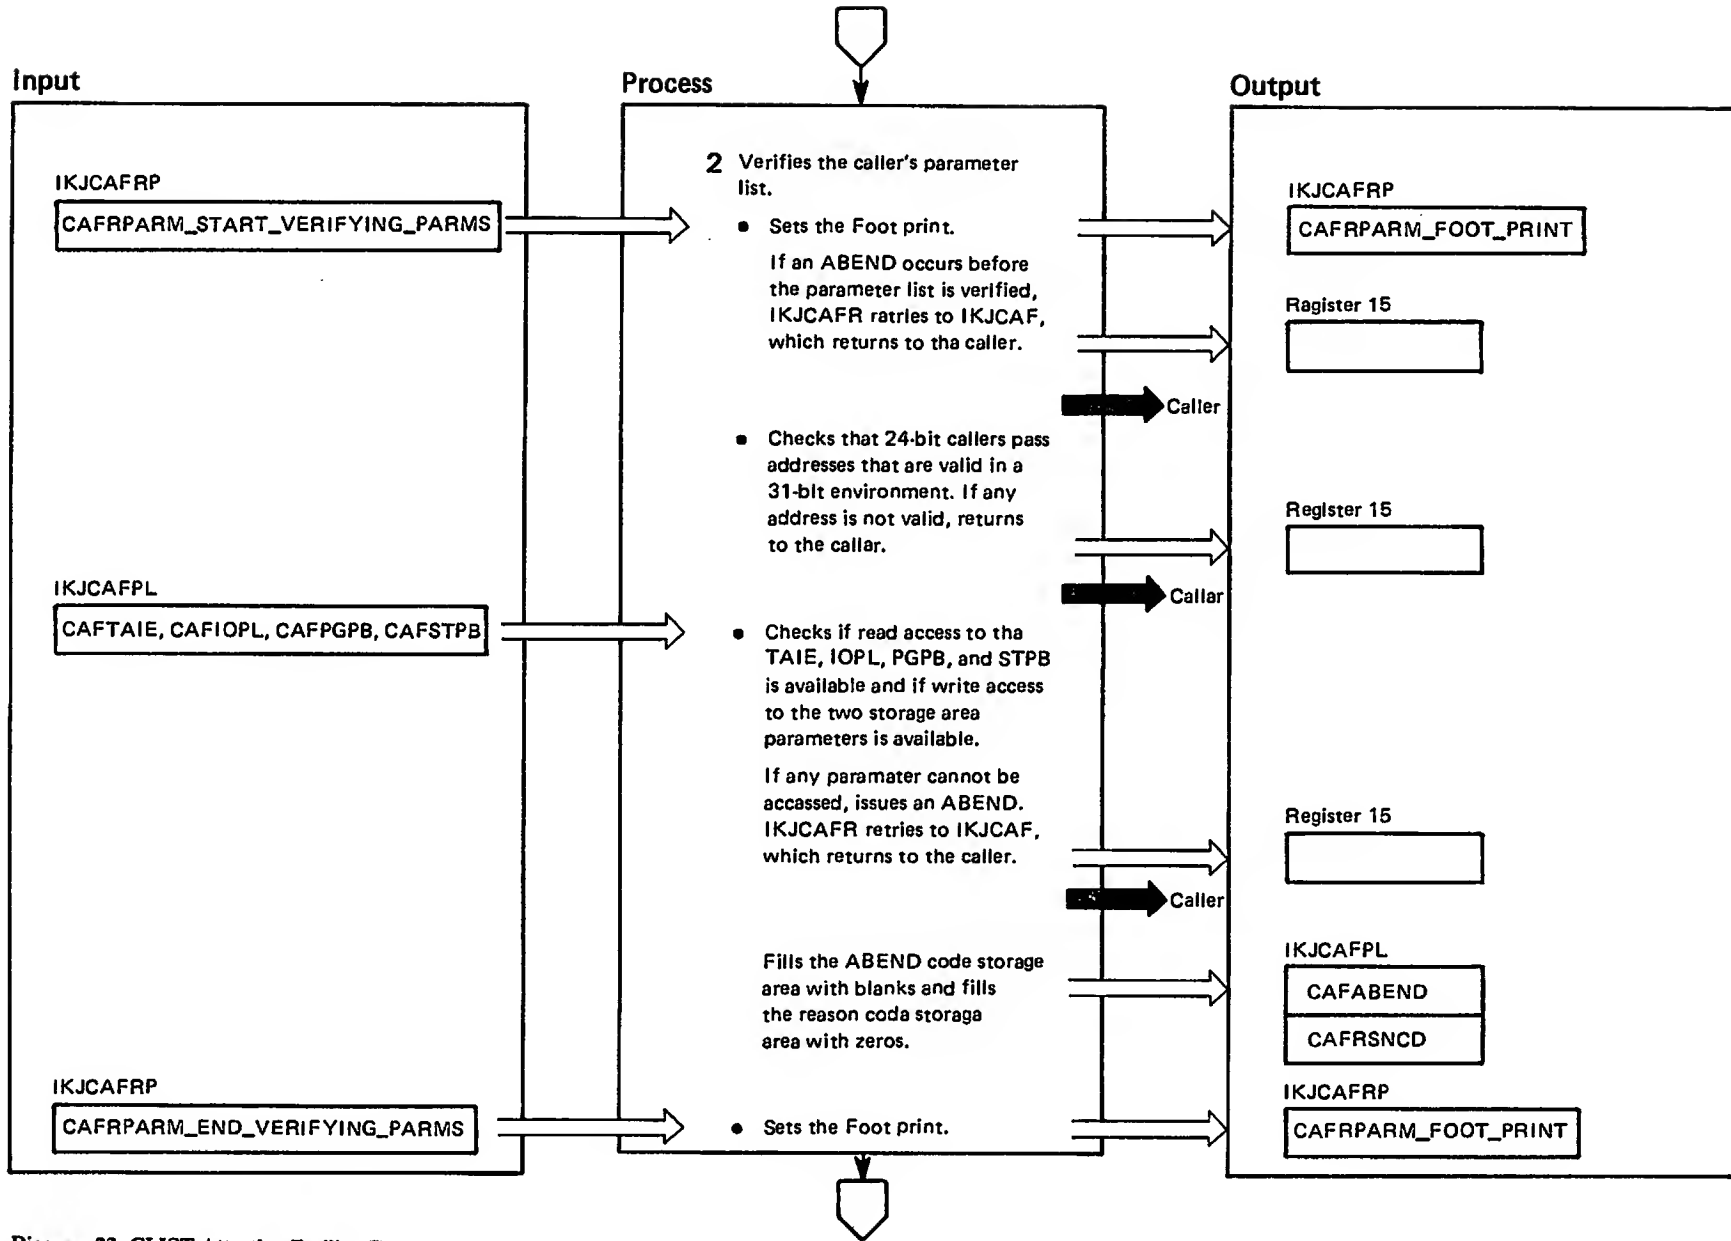 Input
IKJCAFRP
CAFRPARM_START_VERIFYING_PARMS
IKJCAFPL
CAFTAIE, CAFIOPL, CAFPGPB, CAFSTPB
IKJCAFRP
CAFRPARM_END_VERIFYING_PARMS
Process
2 Verifies the caller's parameter
list.
• Sets the Foot print.
If an ABEND occurs before
the parameter list is verified,
IKJCAFR ratries to IKJCAF,
which returns to tha caller.
Caller
• Checks that 24-bit callers pass
addresses that are valid in a
31-bit environment. If any
address is not valid, returns
to the callar.
Callar
• Checks if read access to tha
TAIE, IOPL, PGPB, and STPB
is available and if write access
to the two storage area
parameters is available.
If any paramater cannot be
accassed, issues an ABEND.
IKJCAFR retries to IKJCAF,
which returns to the caller.
Caller
Fills the ABEND code storage
area with blanks and fills
the reason coda storaga
area with zeros.
• Sets the Foot print.
Output
IKJCAFRP
CAFRPARM_FOOT_PRINT
Ragister 15
Register 15
Register 15
IKJCAFPL
CAFABEND
CAFRSNCD
IKJCAFRP
CAFRPARM_FOOT_PRINT